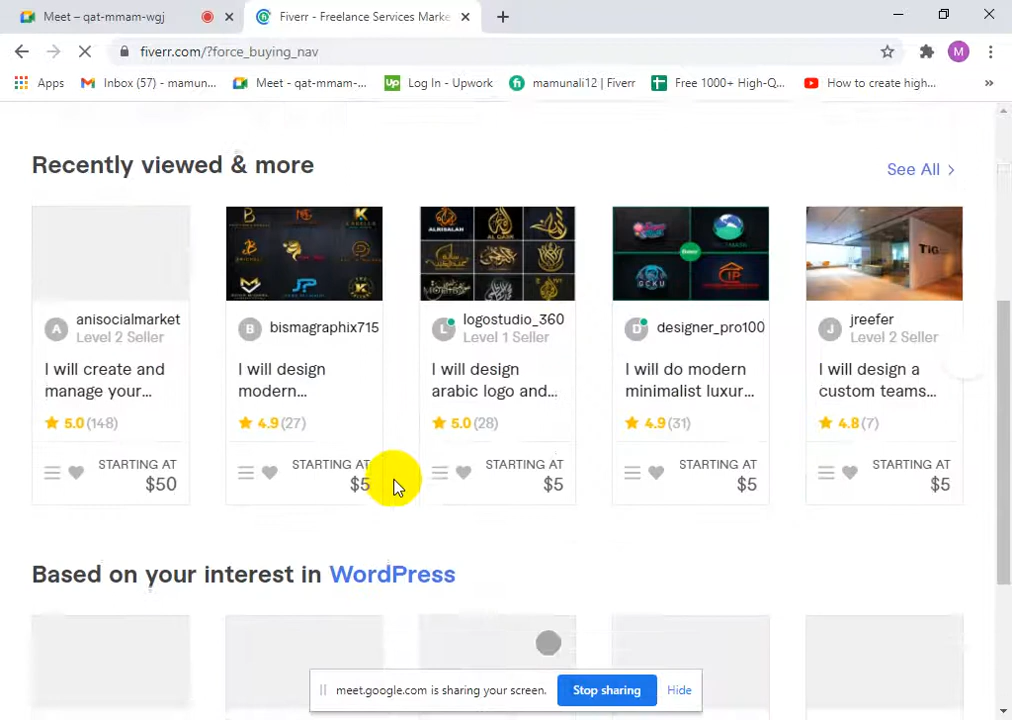 Meet – qat-mmam-wgj
Fiverr - Freelance Services Marke
fiverr.com/?force_buying_nav
M
Apps
Inbox (57) - mamun...
Meet - qat-mmam-...
Up
Log In - Upwork
fi
mamunali12 | Fiverr
Free 1000+ High-Q...
How to create high...
»
Recently viewed & more
See All
ALRISALAH
AL QASR
TiG
A
anisocialmarket
Level 2 Seller
B
bismagraphix715
L
logostudio_360
Level 1 Seller
D
designer_pro100
J
jreefer
Level 2 Seller
I will create and
manage your...
I will design
modern...
I will design
arabic logo and...
I will do modern
minimalist luxur...
I will design a
custom teams...
5.0 (148)
4.9 (27)
5.0 (28)
4.9 (31)
4.8 (7)
STARTING AT
$50
STARTING AT
$5
STARTING AT
$5
STARTING AT
$5
STARTING AT
$5
Based on your interest in WordPress
meet.google.com is sharing your screen.
Stop sharing
Hide